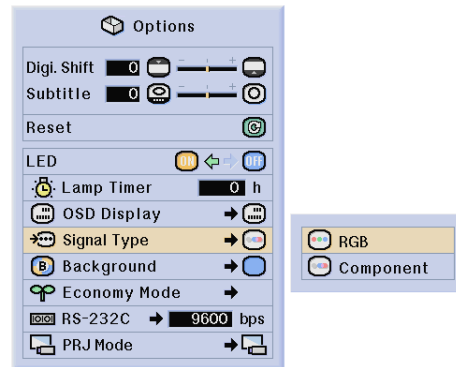 Options
Digi. Shift 0 - +
Subtitle 0 - +
Reset
LED ON OFF
Lamp Timer 0 h
OSD Display
Signal Type
RGB
B Background
Component
Economy Mode
RS-232C 9600 bps
PRJ Mode